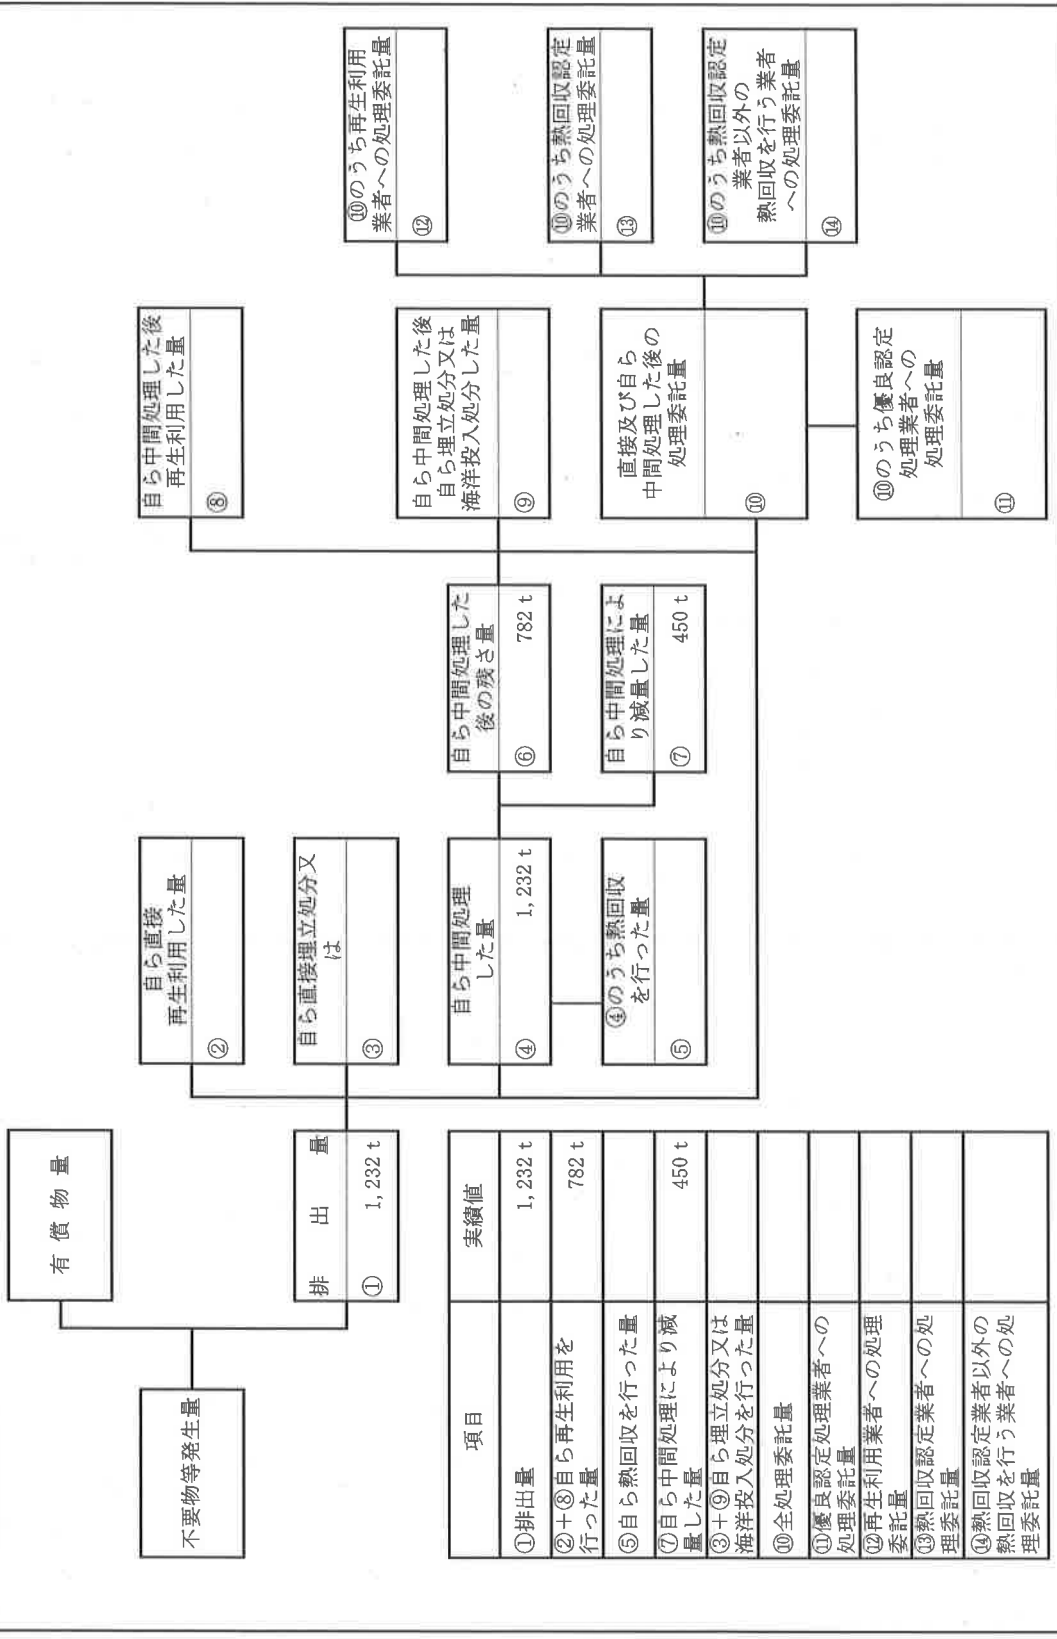 不要物等発生量
有償物量
排出量
① 1,232 t
自ら直接
再生利用した量
②
自ら直接埋立処分又
は
③
自ら中間処理
した量
④ 1,232 t
④のうち熱回収
を行った量
⑤
自ら中間処理した
後の残さ量
⑥ 782 t
自ら中間処理によ
り減量した量
⑦ 450 t
自ら中間処理した後
再生利用した量
⑧
自ら中間処理した後
自ら埋立処分又は
海洋投入処分した量
⑨
直接及び自ら
中間処理した後の
処理委託量
⑩
⑩のうち優良認定
処理業者への
処理委託量
⑪
⑩のうち再生利用
業者への処理委託量
⑫
⑩のうち熱回収認定
業者への処理委託量
⑬
⑩のうち熱回収認定
業者以外の
熱回収を行う業者
への処理委託量
⑭
項目 実績値
①排出量 1,232 t
②+⑧自ら再生利用を
行った量 782 t
⑤自ら熱回収を行った量
⑦自ら中間処理により減
量した量 450 t
③+⑨自ら埋立処分又は
海洋投入処分を行った量
⑩全処理委託量
⑪優良認定処理業者への
処理委託量
⑫再生利用業者への処理
委託量
⑬熱回収認定業者への処
理委託量
⑭熱回収認定業者以外の
熱回収を行う業者への処
理委託量